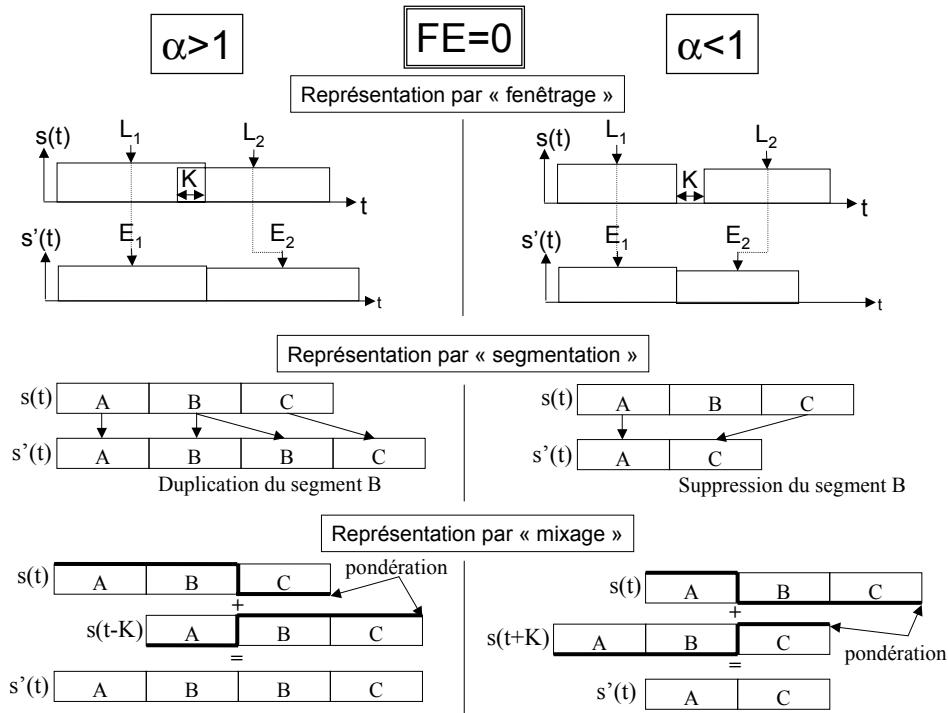 α>1
FE=0
α<1
Représentation par « fenêtrage »
s(t)
L1
L2
K
t
s'(t)
E1
E2
t
s(t)
L1
L2
K
t
s'(t)
E1
E2
t
Représentation par « segmentation »
s(t) A B C
s'(t) A B B C
Duplication du segment B
s(t) A B C
s'(t) A C
Suppression du segment B
Représentation par « mixage »
s(t) A B C
pondération
+
s(t-K) A B C
=
s'(t) A B B C
s(t) A B C
+
s(t+K) A B C
pondération
=
s'(t) A C